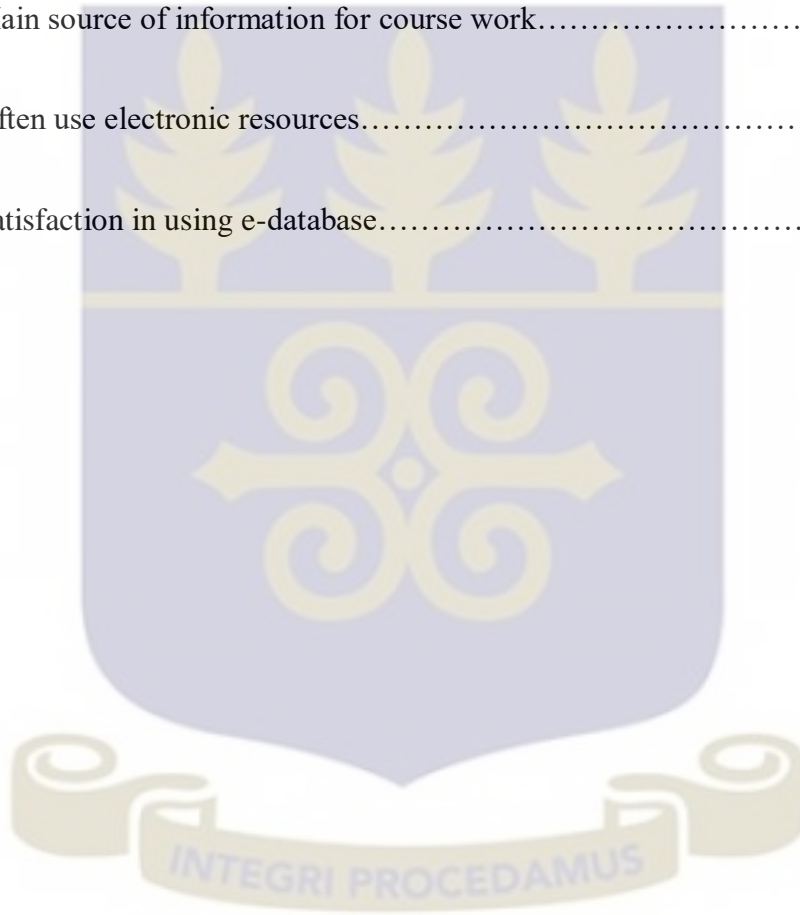 ain source of information for course work……………………
ften use electronic resources……………………………………
atisfaction in using e-database…………………………………
INTEGRI PROCEDAMUS